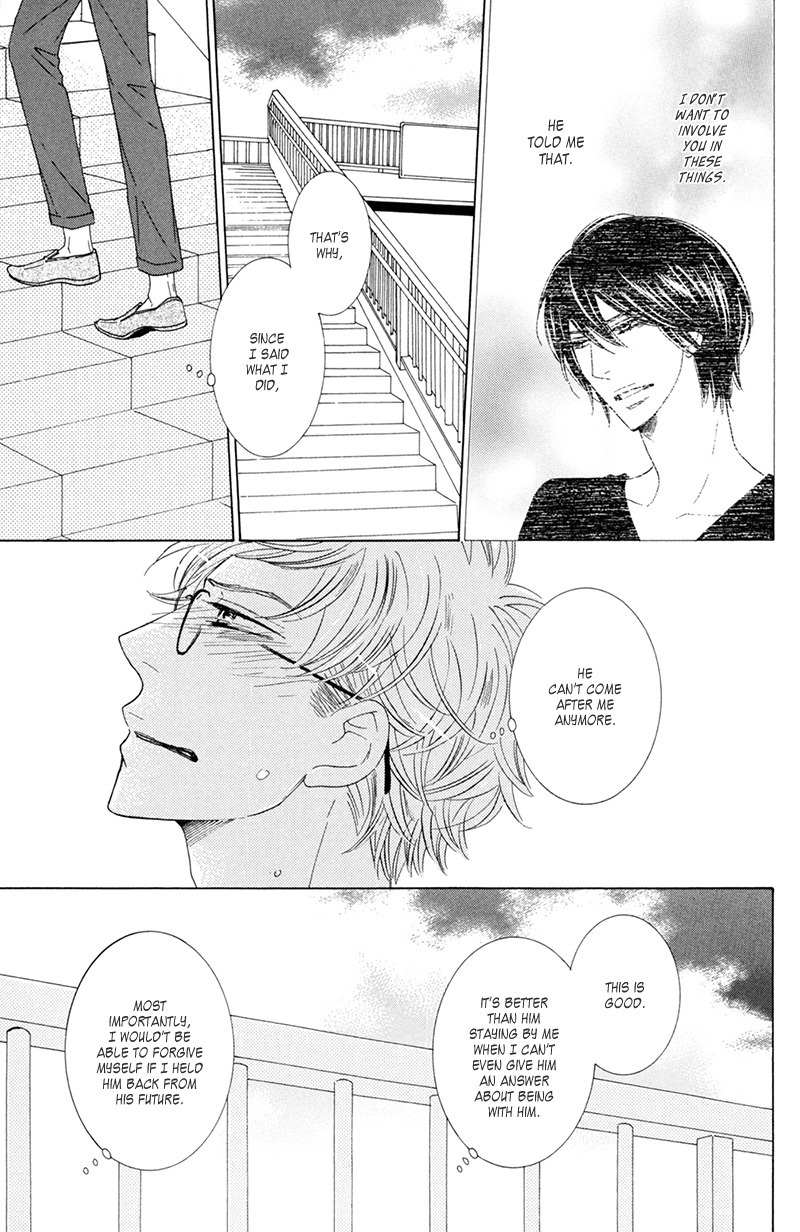 I DON'T
WANT TO
INVOLVE
YOU IN
THESE
THINGS.
HE
TOLD ME
THAT.
THAT'S
WHY,
SINCE
I SAID
WHAT I
DID,
HE
CAN'T COME
AFTER ME
ANYMORE.
THIS IS
GOOD.
IT'S BETTER
THAN HIM
STAYING BY ME
WHEN I CAN'T
EVEN GIVE HIM
AN ANSWER
ABOUT BEING
WITH HIM.
MOST
IMPORTANTLY,
I WOULD'T BE
ABLE TO FORGIVE
MYSELF IF I HELD
HIM BACK FROM
HIS FUTURE.